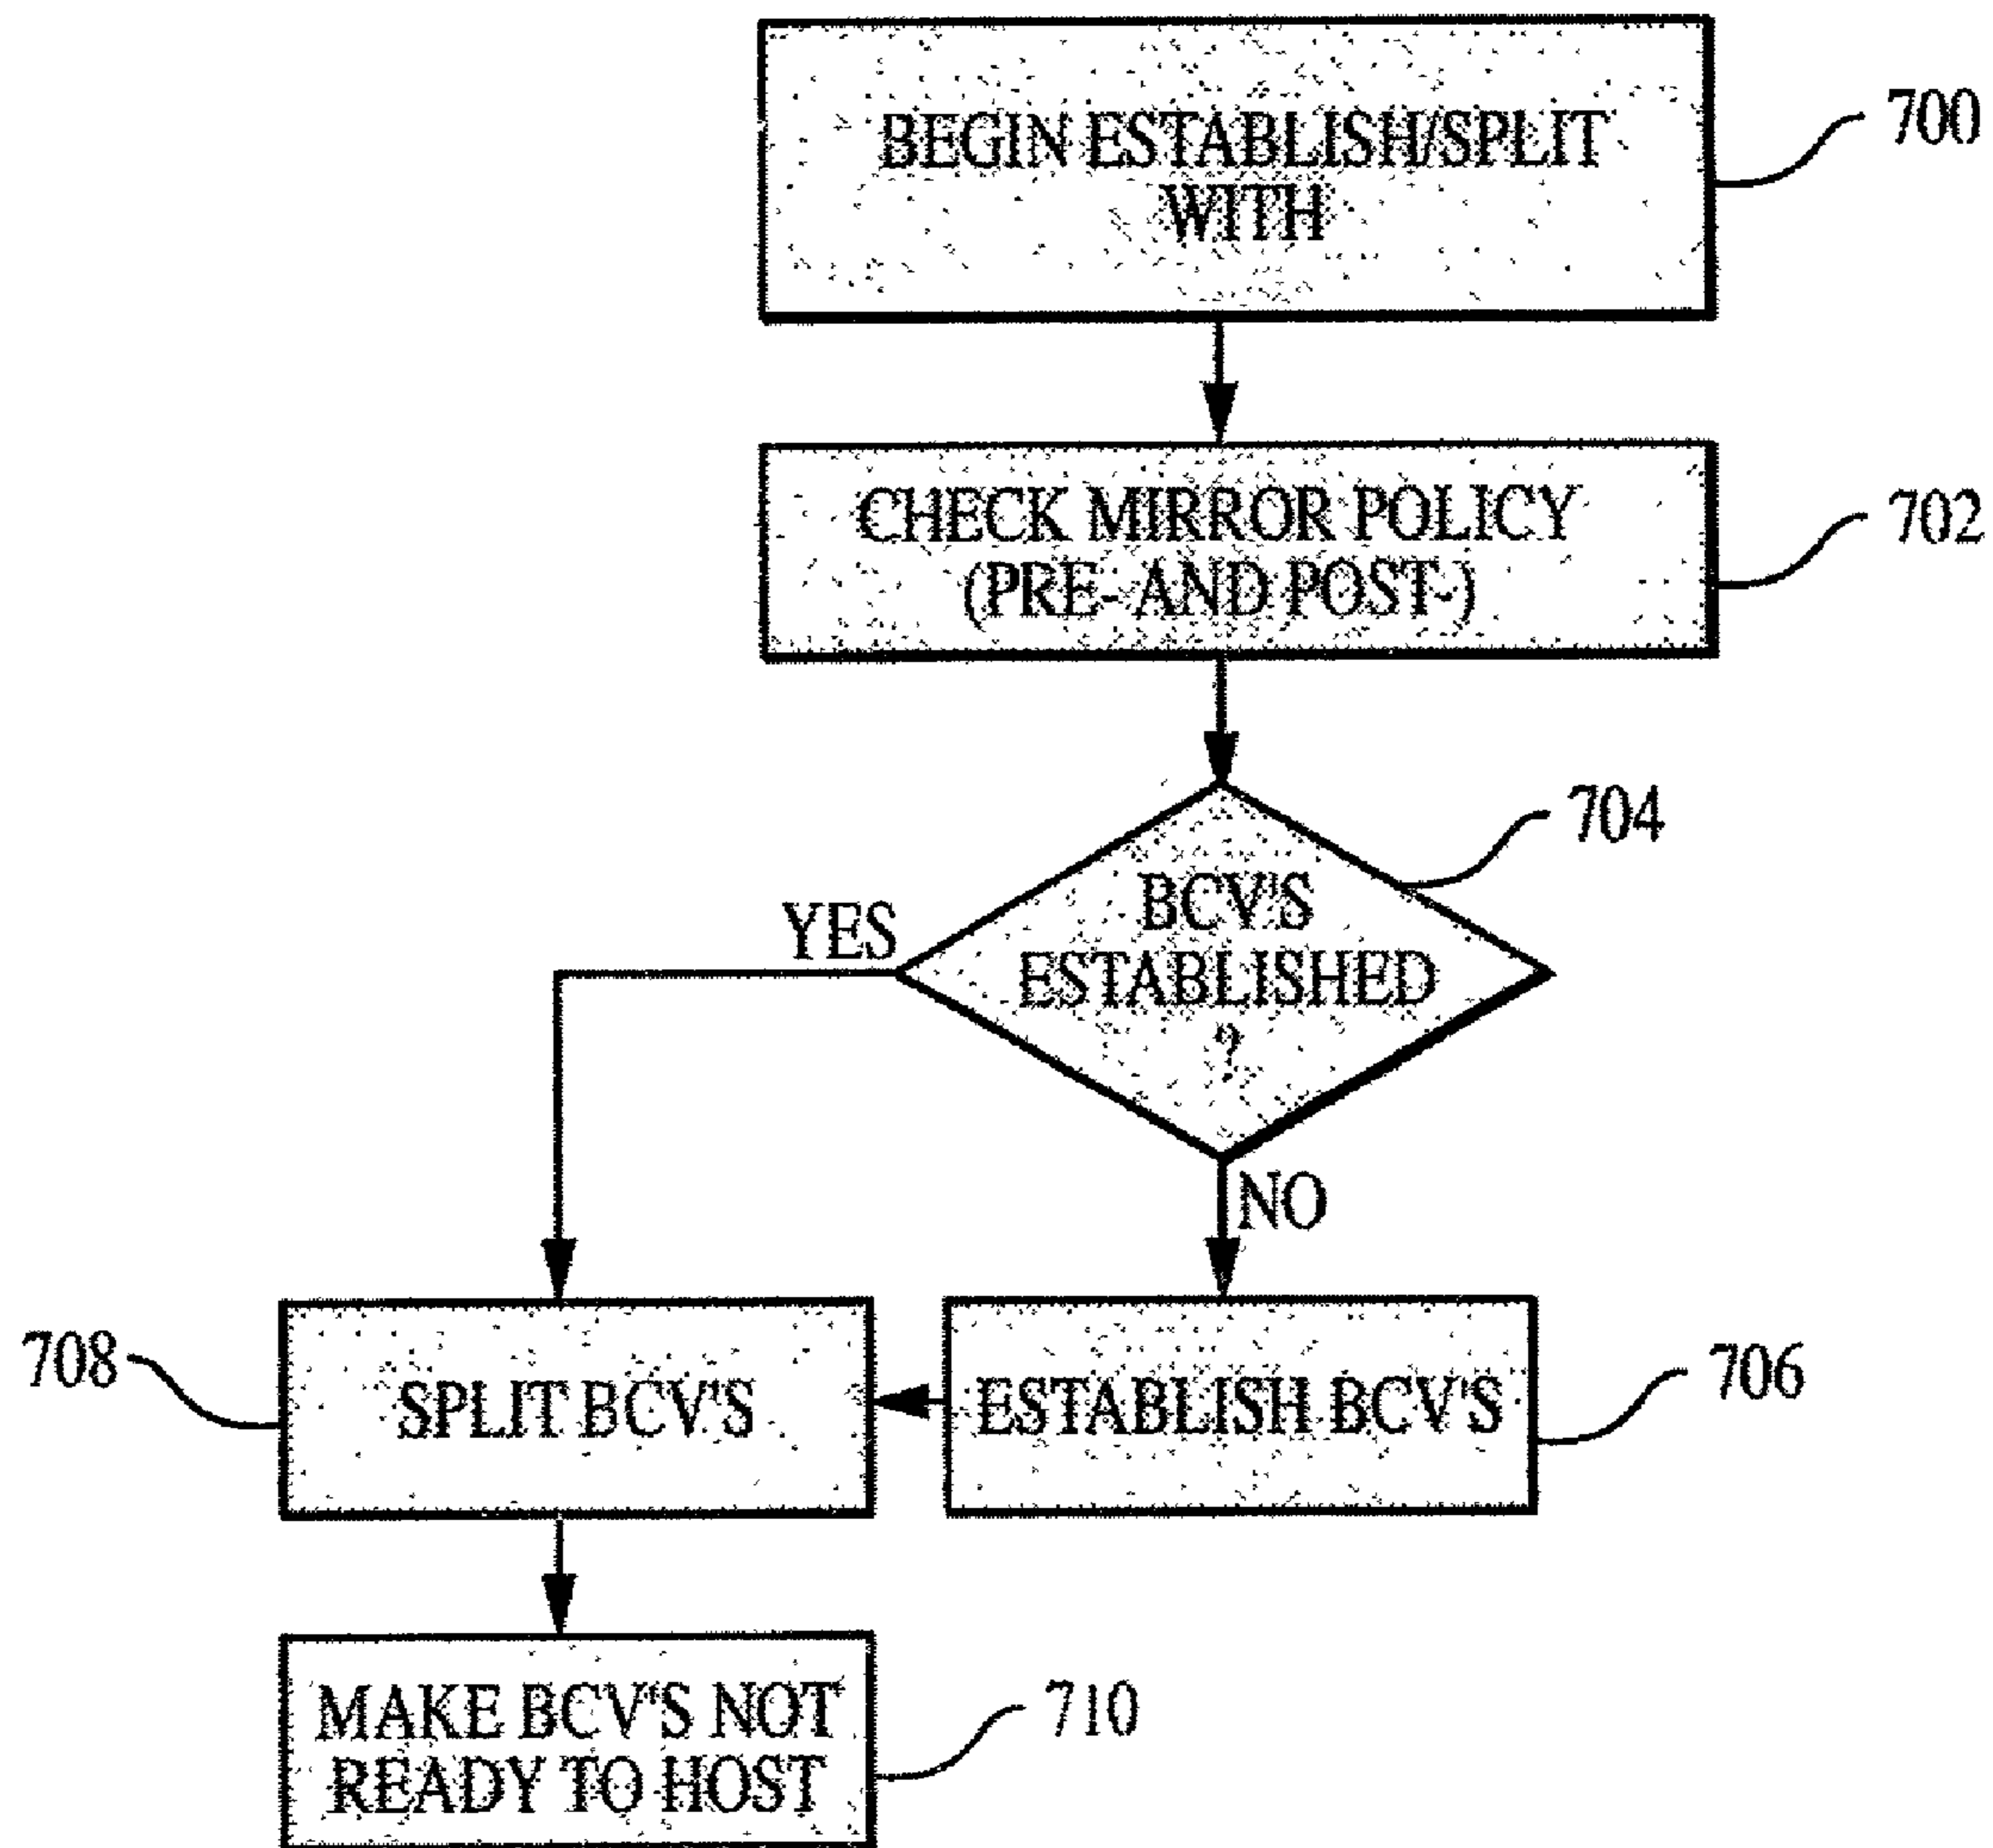 BEGIN ESTABLISH/SPLIT
WITH
700
CHECK MIRROR POLICY
(PRE- AND POST-)
702
704
BCV'S
ESTABLISHED
?
YES
NO
708
SPLIT BCV'S
ESTABLISH BCV'S
706
MAKE BCV'S NOT
READY TO HOST
710